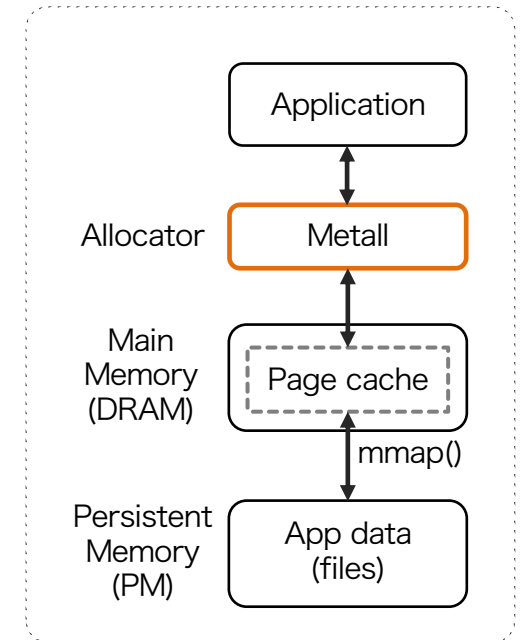 Application
Allocator
Metall
Main
Memory
(DRAM)
Page cache
mmap()
Persistent
Memory
(PM)
App data
(files)